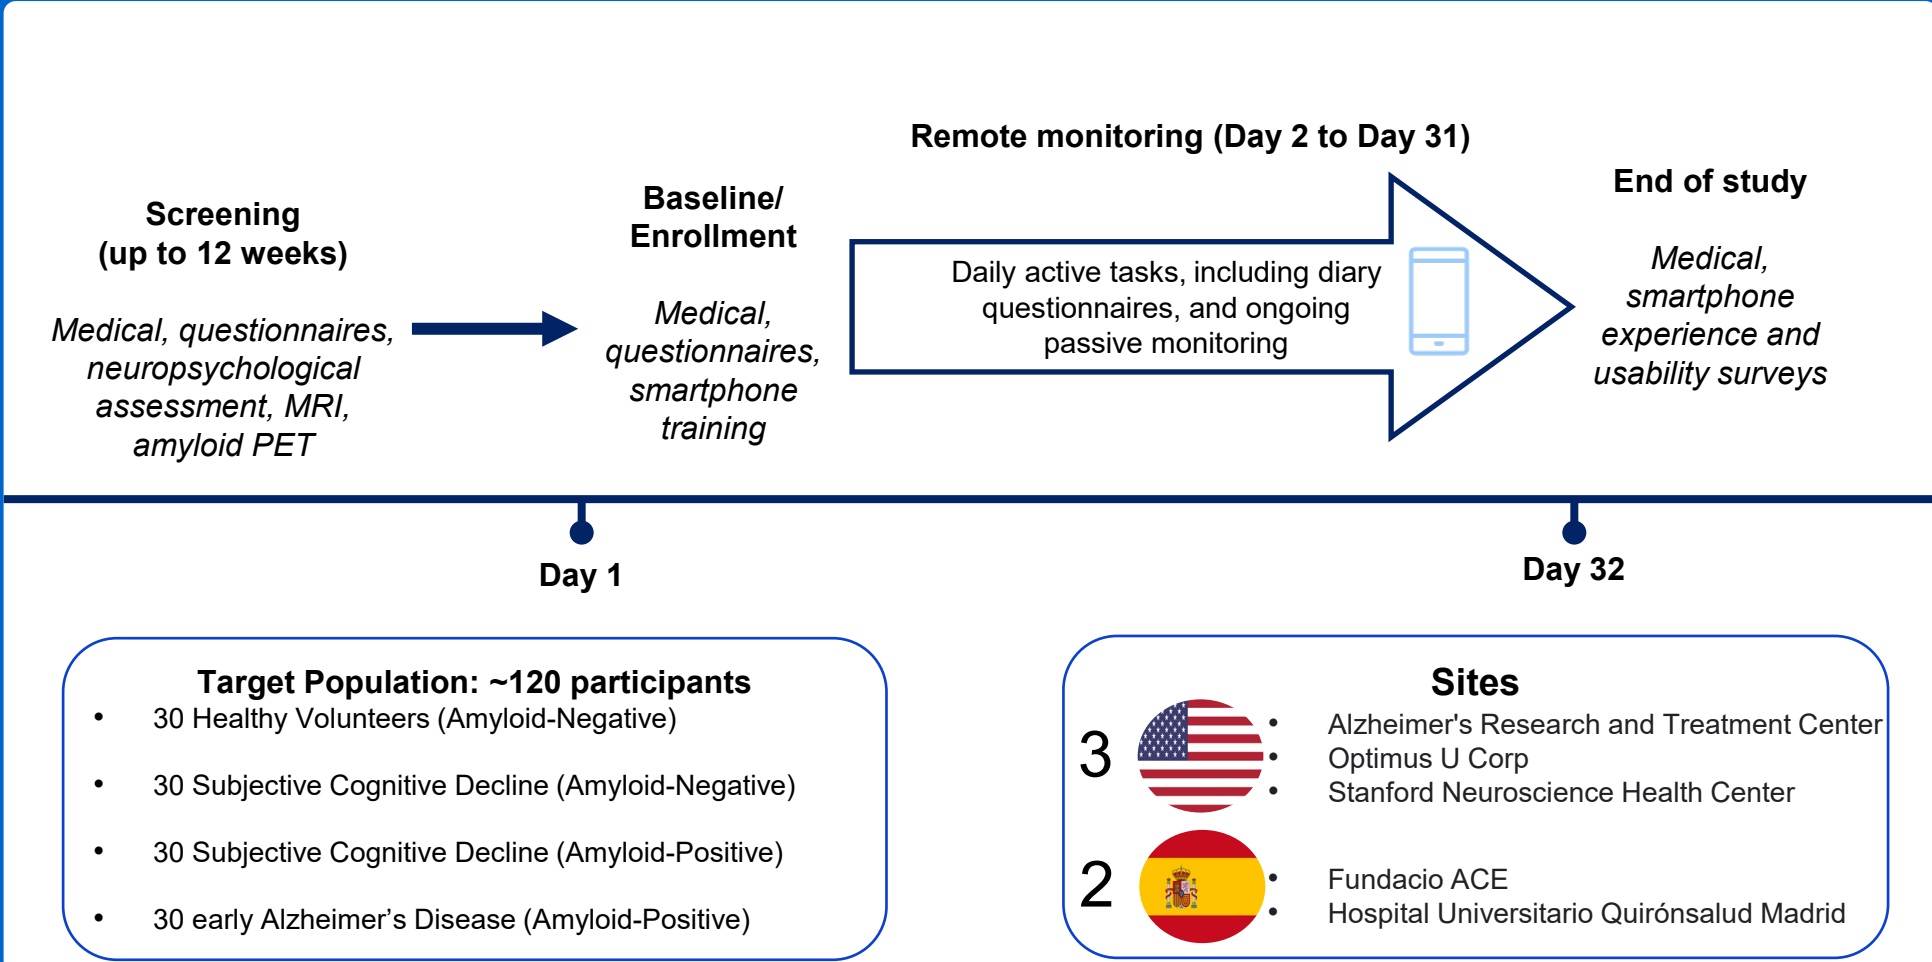 Remote monitoring (Day 2 to Day 31)
Screening
(up to 12 weeks)
Medical, questionnaires,
neuropsychological
assessment, MRI,
amyloid PET
Baseline/
Enrollment
Medical,
questionnaires,
smartphone
training
Daily active tasks, including diary
questionnaires, and ongoing
passive monitoring
End of study
Medical,
smartphone
experience and
usability surveys
Day 1
Day 32
Target Population: ~120 participants
• 30 Healthy Volunteers (Amyloid-Negative)
• 30 Subjective Cognitive Decline (Amyloid-Negative)
• 30 Subjective Cognitive Decline (Amyloid-Positive)
• 30 early Alzheimer’s Disease (Amyloid-Positive)
Sites
3
• Alzheimer's Research and Treatment Center
• Optimus U Corp
• Stanford Neuroscience Health Center
2
• Fundacio ACE
• Hospital Universitario Quirónsalud Madrid